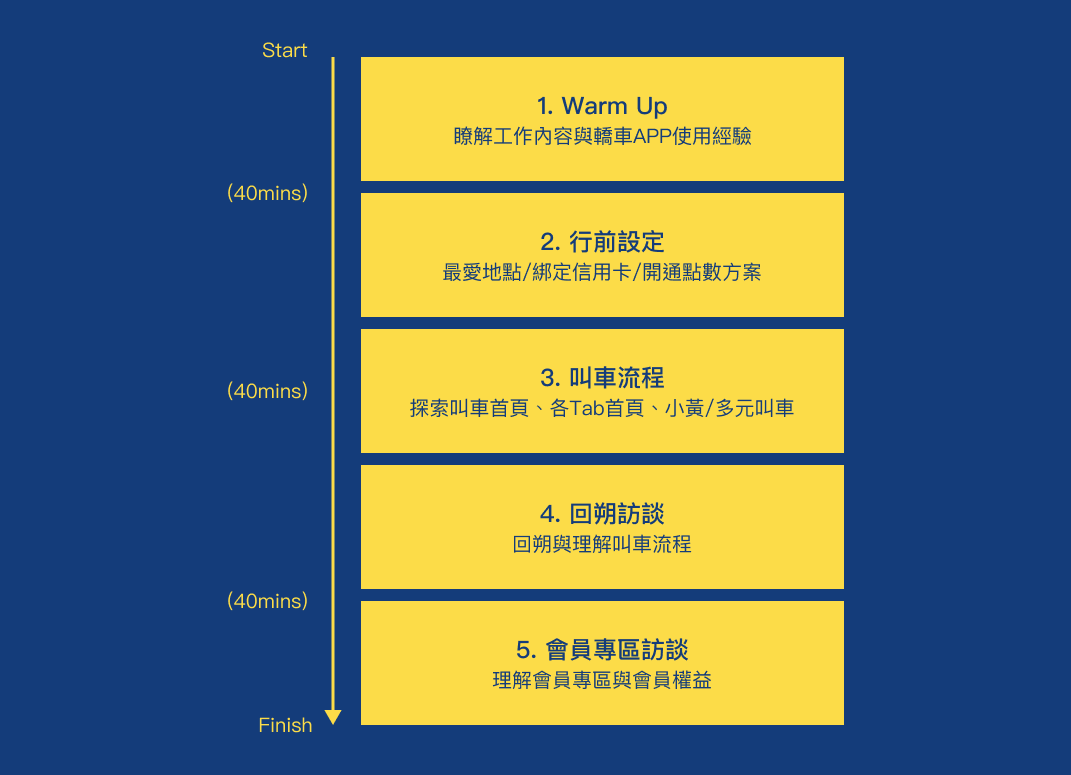 Start
1. Warm Up
瞭解工作內容與轎車APP使用經驗
(40mins)
2. 行前設定
最愛地點/綁定信用卡/開通點數方案
(40mins)
3. 叫車流程
探索叫車首頁、各Tab首頁、小黃/多元叫車
4. 回朔訪談
回朔與理解叫車流程
(40mins)
5. 會員專區訪談
理解會員專區與會員權益
Finish